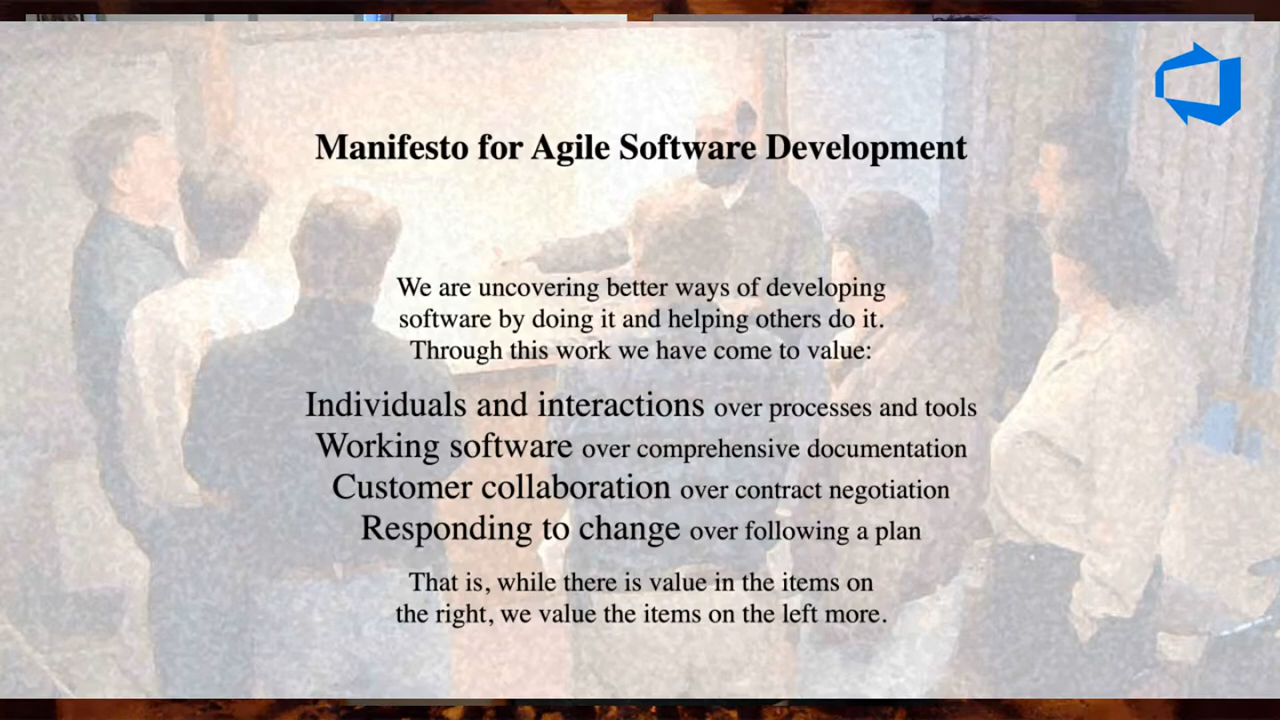 Manifesto for Agile Software Development
We are uncovering better ways of developing
software by doing it and helping others do it.
Through this work we have come to value:
Individuals and interactions over processes and tools
Working software over comprehensive documentation
Customer collaboration over contract negotiation
Responding to change over following a plan
That is, while there is value in the items on
the right, we value the items on the left more.